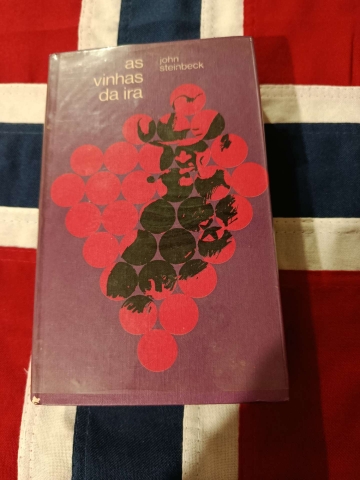 as
vinhas
da ira
john
steinbeck